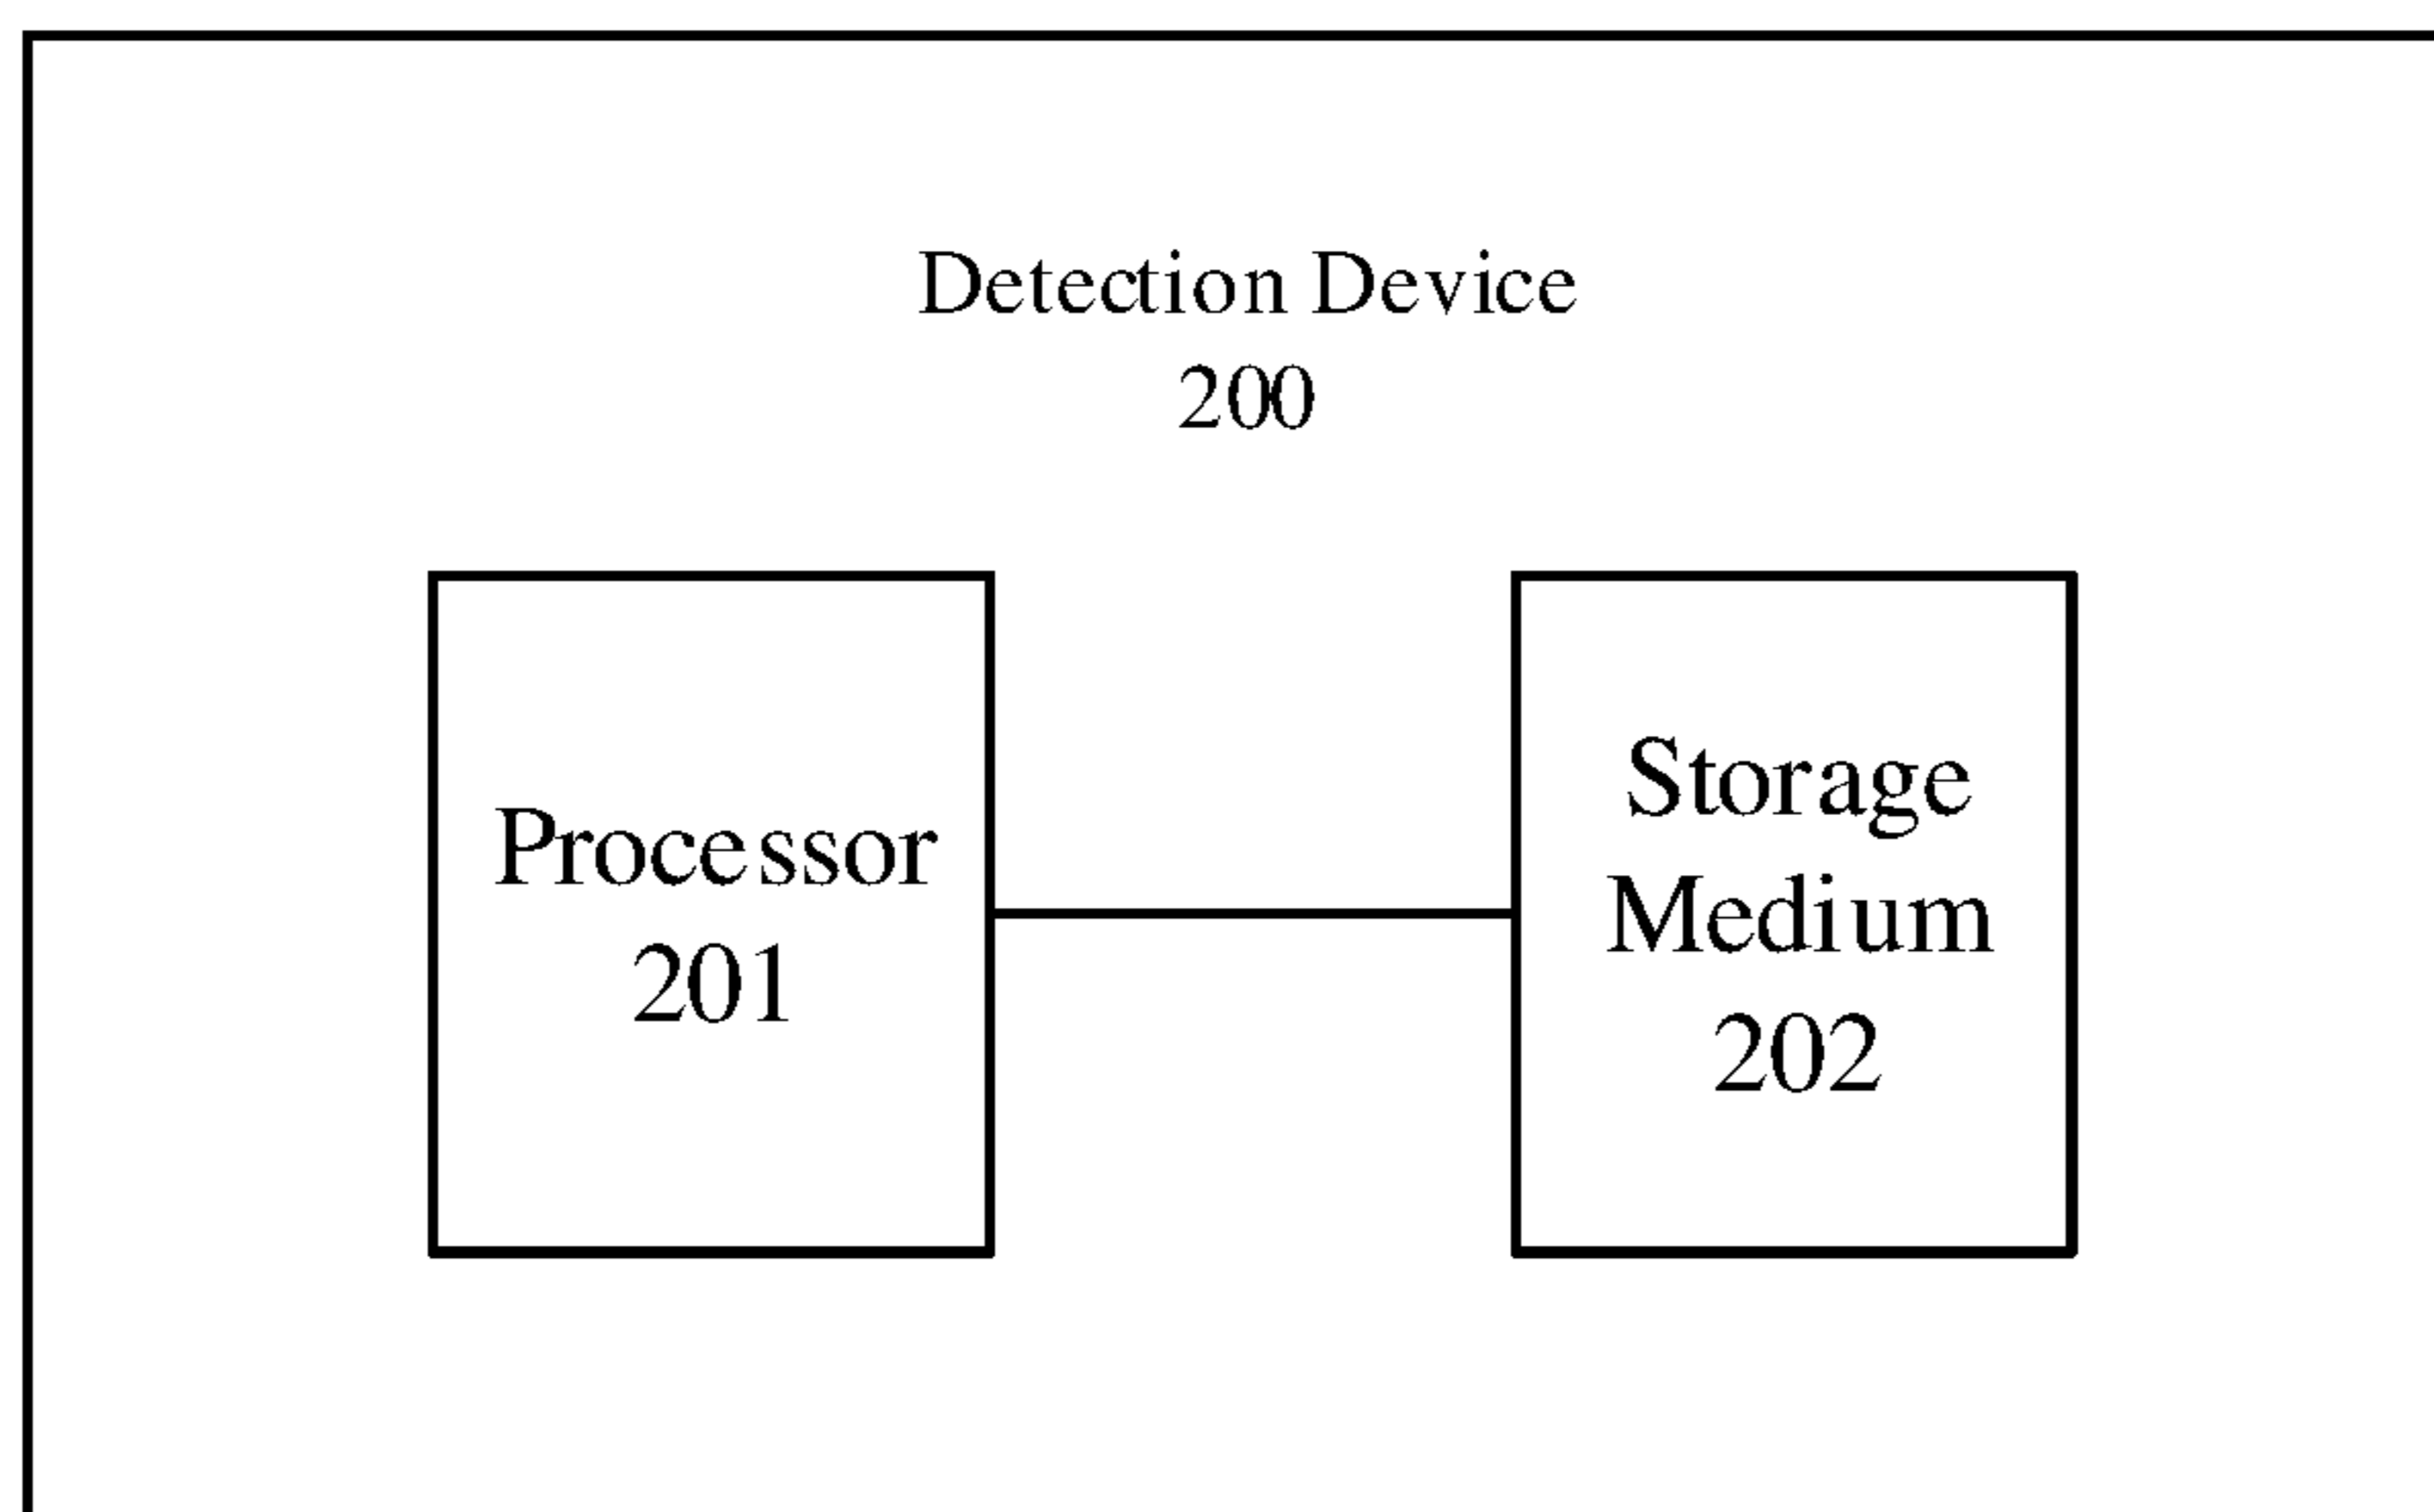 Detection Device
200
Processor
201
Storage
Medium
202